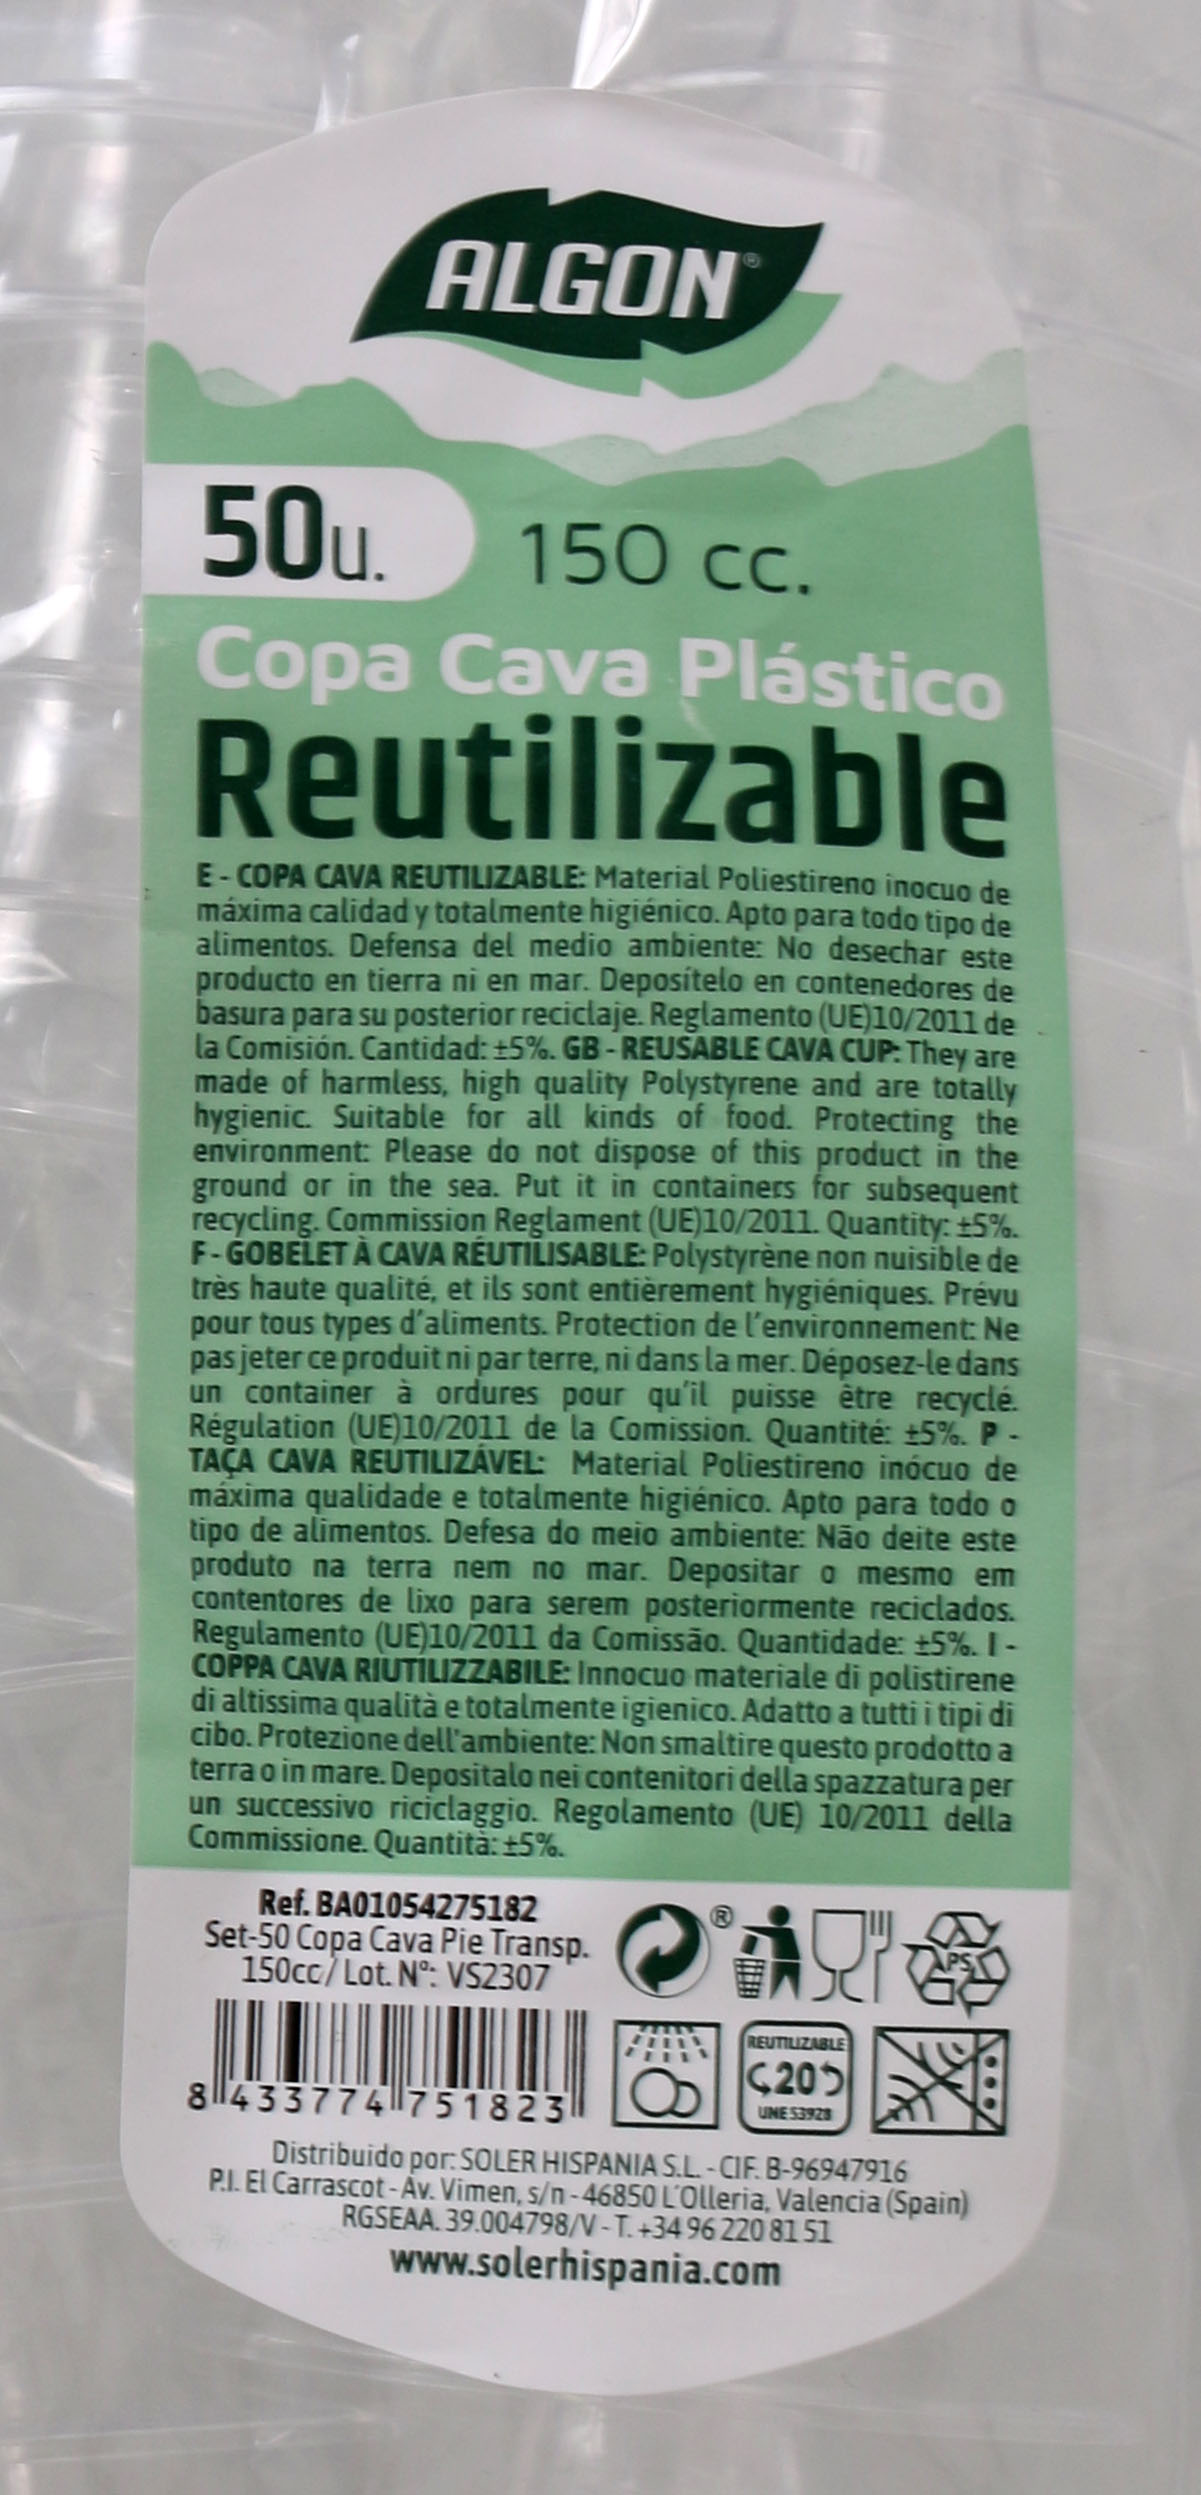 ALGON®
50u.
150 cc.
Copa Cava Plástico
Reutilizable
E - COPA CAVA REUTILIZABLE: Material Poliestireno inocuo de
máxima calidad y totalmente higiénico. Apto para todo tipo de
alimentos. Defensa del medio ambiente: No desechar este
producto en tierra ni en mar. Deposítelo en contenedores de
basura para su posterior reciclaje. Reglamento (UE)10/2011 de
la Comisión. Cantidad: ±5%. GB - REUSABLE CAVA CUP: They are
made of harmless, high quality Polystyrene and are totally
hygienic. Suitable for all kinds of food. Protecting the
environment: Please do not dispose of this product in the
ground or in the sea. Put it in containers for subsequent
recycling. Commission Reglament (UE)10/2011. Quantity: ±5%.
F - GOBELET À CAVA RÉUTILISABLE: Polystyrène non nuisible de
très haute qualité, et ils sont entièrement hygiéniques. Prévu
pour tous types d'aliments. Protection de l'environnement: Ne
pas jeter ce produit ni par terre, ni dans la mer. Déposez-le dans
un container à ordures pour qu'il puisse être recyclé.
Régulation (UE)10/2011 de la Comission. Quantité: ±5%. P -
TAÇA CAVA REUTILIZÁVEL: Material Poliestireno inócuo de
máxima qualidade e totalmente higiénico. Apto para todo o
tipo de alimentos. Defesa do meio ambiente: Não deite este
produto na terra nem no mar. Depositar o mesmo em
contentores de lixo para serem posteriormente reciclados.
Regulamento (UE)10/2011 da Comissão. Quantidade: ±5%. I -
COPPA CAVA RIUTILIZZABILE: Innocuo materiale di polistirene
di altissima qualità e totalmente igienico. Adatto a tutti i tipi di
cibo. Protezione dell'ambiente: Non smaltire questo prodotto a
terra o in mare. Depositalo nei contenitori della spazzatura per
un successivo riciclaggio. Regolamento (UE) 10/2011 della
Commissione. Quantità: ±5%.
Ref. BA01054275182
Set-50 Copa Cava Pie Transp.
150cc/ Lot. Nº: VS2307
8 433774 751823
®
PS
REUTILIZABLE
20
UNE 53928
Distribuido por: SOLER HISPANIA S.L. - CIF. B-96947916
P.I. El Carrascot - Av. Vimen, s/n - 46850 L'Olleria, Valencia (Spain)
RGSEAA. 39.004798/V - T. +34 96 220 81 51
www.solerhispania.com